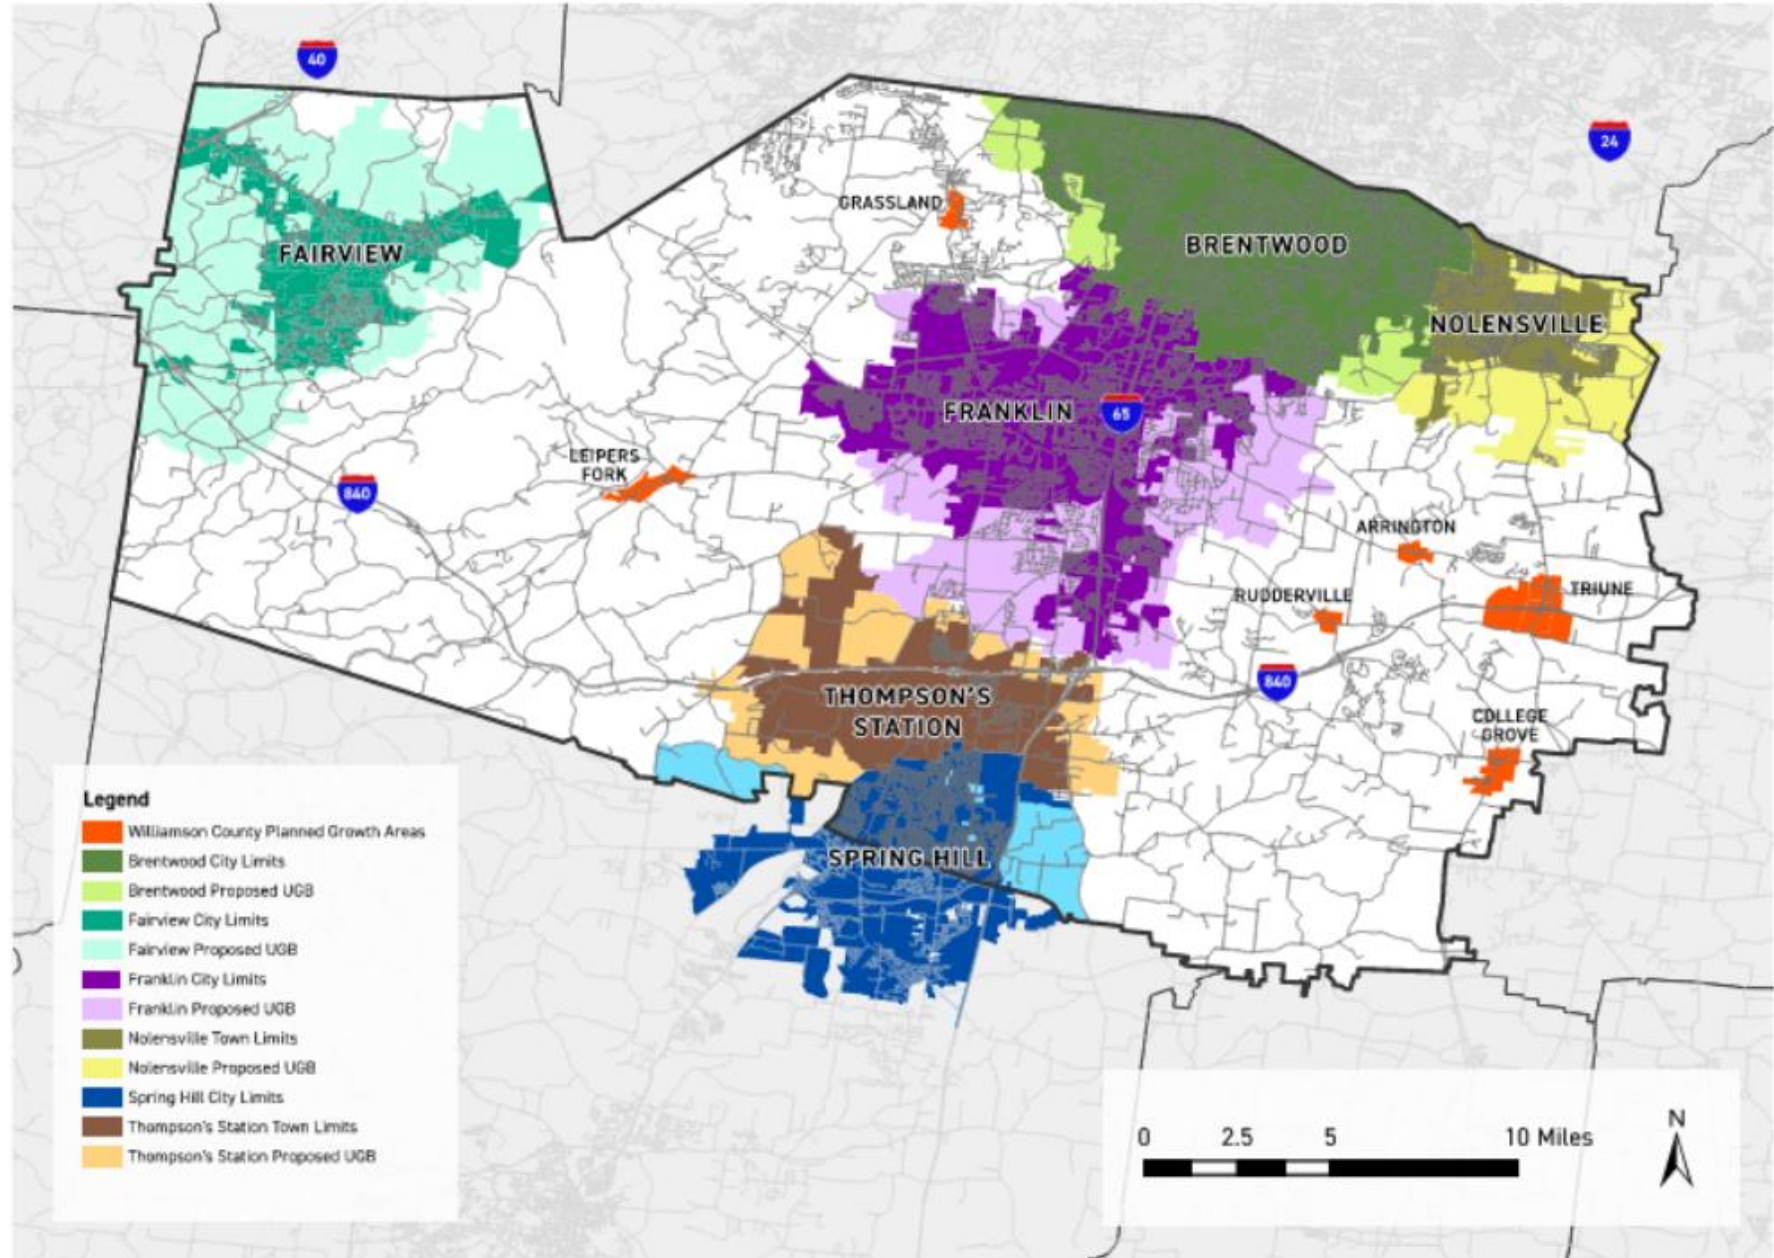 40
24
GRASSLAND
BRENTWOOD
FAIRVIEW
NOLENSVILLE
FRANKLIN
65
LEIPERS
FORK
840
ARRINGTON
TRIUNE
RUDDERVILLE
840
THOMPSON'S
STATION
COLLEGE
GROVE
SPRING HILL
Legend
Williamson County Planned Growth Areas
Brentwood City Limits
Brentwood Proposed UGB
Fairview City Limits
Fairview Proposed UGB
Franklin City Limits
Franklin Proposed UGB
Nolensville Town Limits
Nolensville Proposed UGB
Spring Hill City Limits
Thompson's Station Town Limits
Thompson's Station Proposed UGB
0 2.5 5 10 Miles
N